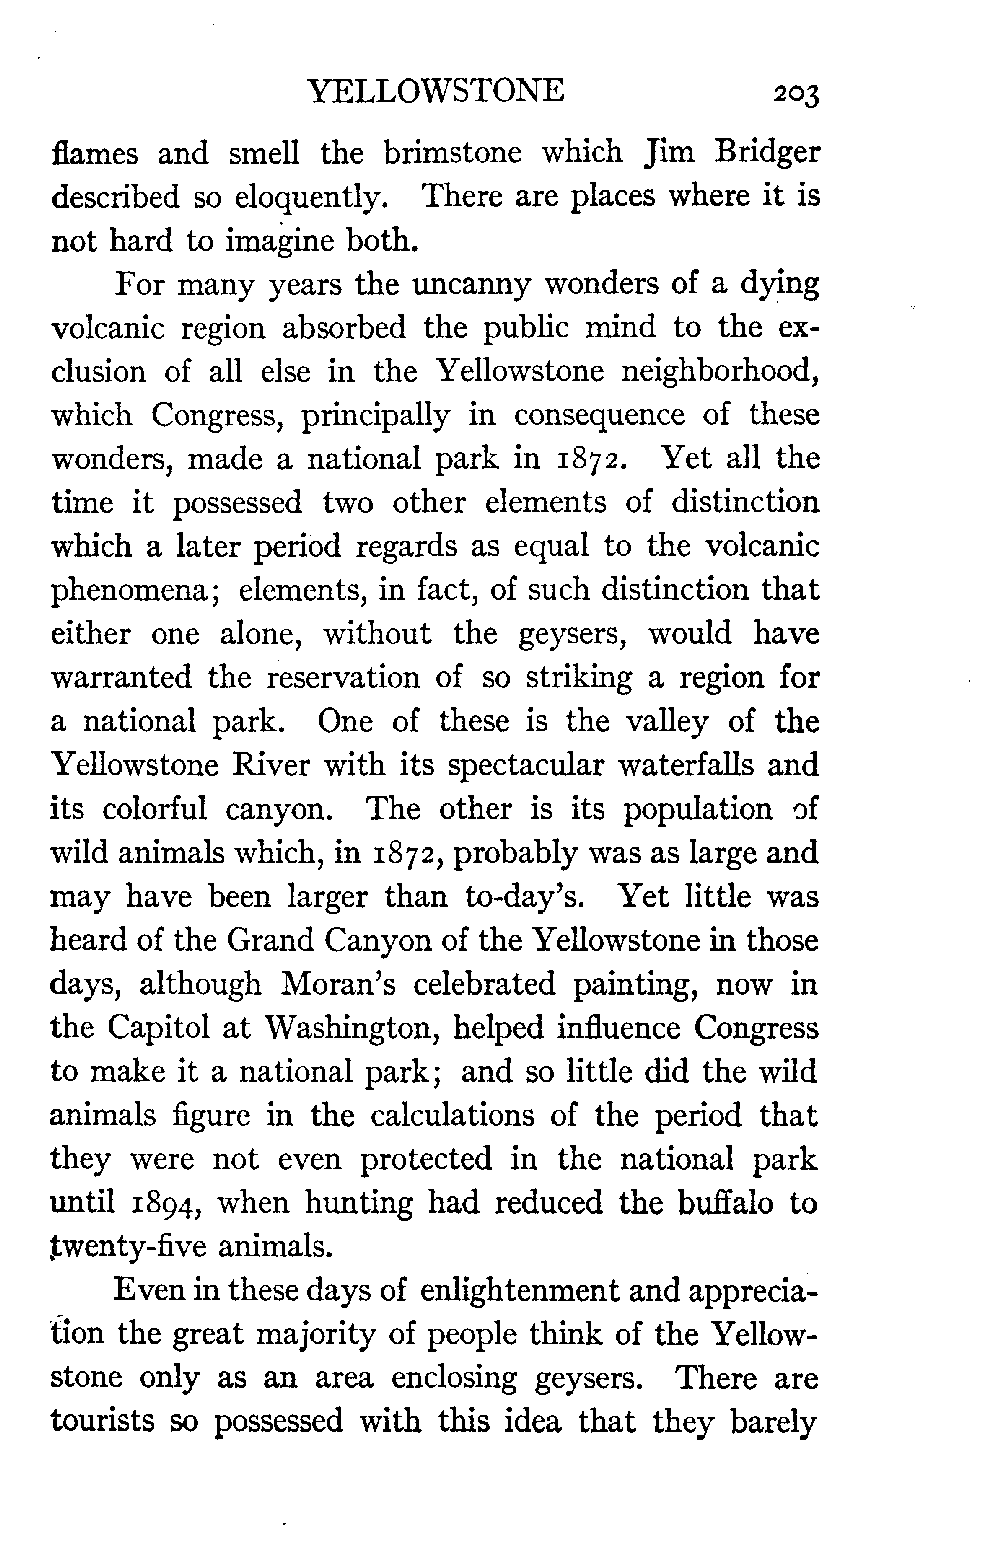 YELLOWSTONE 203
flames and smell the brimstone which Jim Bridger
described so eloquently. There are places where it is
not hard to imagine both.
For many years the uncanny wonders of a dying
volcanic region absorbed the public mind to the ex-
clusion of all else in the Yellowstone neighborhood,
which Congress, principally in consequence of these
wonders, made a national park in 1872. Yet all the
time it possessed two other elements of distinction
which a later period regards as equal to the volcanic
phenomena; elements, in fact, of such distinction that
either one alone, without the geysers, would have
warranted the reservation of so striking a region for
a national park. One of these is the valley of the
Yellowstone River with its spectacular waterfalls and
its colorful canyon. The other is its population of
wild animals which, in 1872, probably was as large and
may have been larger than to-day's. Yet little was
heard of the Grand Canyon of the Yellowstone in those
days, although Moran's celebrated painting, now in
the Capitol at Washington, helped influence Congress
to make it a national park; and so little did the wild
animals figure in the calculations of the period that
they were not even protected in the national park
until 1894, when hunting had reduced the buffalo to
twenty-five animals.
Even in these days of enlightenment and apprecia-
tion the great majority of people think of the Yellow-
stone only as an area enclosing geysers. There are
tourists so possessed with this idea that they barely